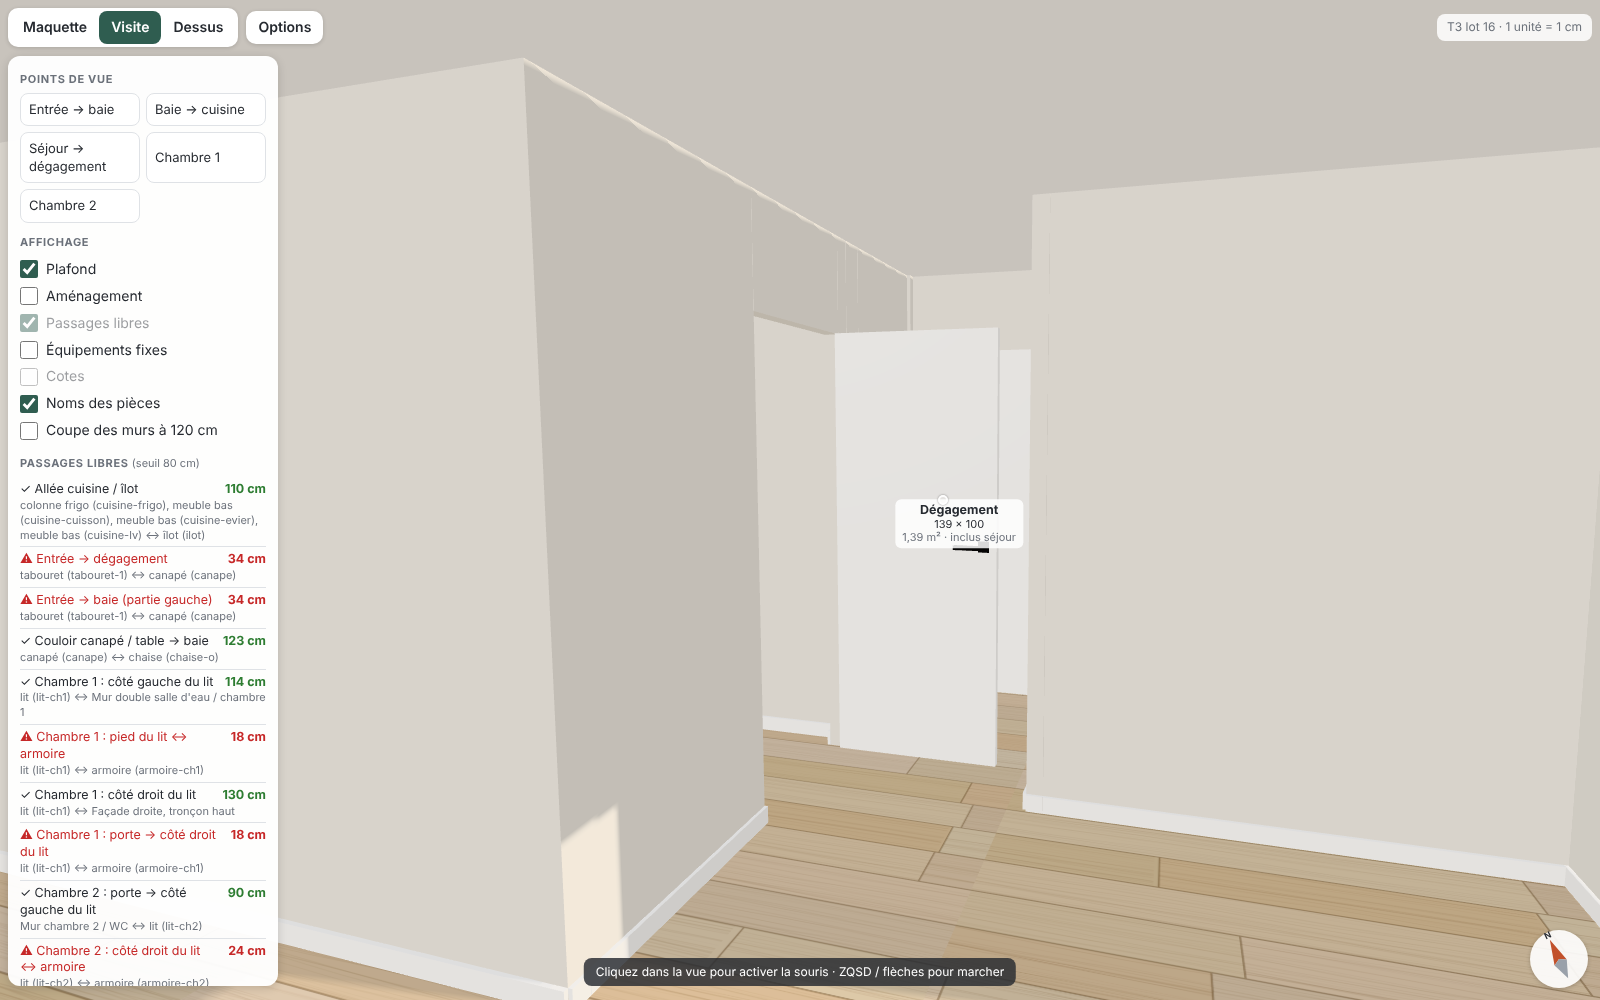 Maquette
Visite
Dessus
Options
T3 lot 16 · 1 unité = 1 cm
POINTS DE VUE
Entrée → baie
Baie → cuisine
Séjour →
dégagement
Chambre 1
Chambre 2
AFFICHAGE
Plafond
Aménagement
Passages libres
Équipements fixes
Cotes
Noms des pièces
Coupe des murs à 120 cm
PASSAGES LIBRES (seuil 80 cm)
✓ Allée cuisine / îlot 110 cm
colonne frigo (cuisine-frigo), meuble bas
(cuisine-cuisson), meuble bas (cuisine-evier),
meuble bas (cuisine-lv) ↔ îlot (ilot)
⚠ Entrée → dégagement 34 cm
tabouret (tabouret-1) ↔ canapé (canape)
⚠ Entrée → baie (partie gauche) 34 cm
tabouret (tabouret-1) ↔ canapé (canape)
✓ Couloir canapé / table → baie 123 cm
canapé (canape) ↔ chaise (chaise-o)
✓ Chambre 1 : côté gauche du lit 114 cm
lit (lit-ch1) ↔ Mur double salle d'eau / chambre
1
⚠ Chambre 1 : pied du lit ↔ 18 cm
armoire
lit (lit-ch1) ↔ armoire (armoire-ch1)
✓ Chambre 1 : côté droit du lit 130 cm
lit (lit-ch1) ↔ Façade droite, tronçon haut
⚠ Chambre 1 : porte → côté droit 18 cm
du lit
lit (lit-ch1) ↔ armoire (armoire-ch1)
✓ Chambre 2 : porte → côté 90 cm
gauche du lit
Mur chambre 2 / WC ↔ lit (lit-ch2)
⚠ Chambre 2 : côté droit du lit 24 cm
↔ armoire
lit (lit-ch2) ↔ armoire (armoire-ch2)
Dégagement
139 × 100
1,39 m² · inclus séjour
Cliquez dans la vue pour activer la souris · ZQSD / flèches pour marcher
N